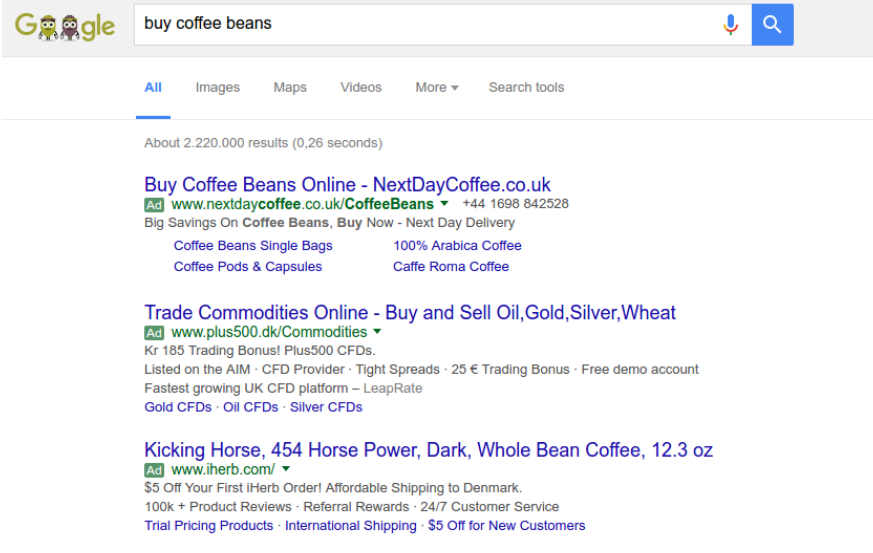 Google
buy coffee beans
All Images Maps Videos More Search tools
About 2.220.000 results (0,26 seconds)
Buy Coffee Beans Online - NextDayCoffee.co.uk
Ad www.nextdaycoffee.co.uk/CoffeeBeans +44 1698 842528
Big Savings On Coffee Beans, Buy Now - Next Day Delivery
Coffee Beans Single Bags 100% Arabica Coffee
Coffee Pods & Capsules Caffe Roma Coffee
Trade Commodities Online - Buy and Sell Oil,Gold,Silver,Wheat
Ad www.plus500.dk/Commodities
Kr 185 Trading Bonus! Plus500 CFDs.
Listed on the AIM · CFD Provider · Tight Spreads · 25 € Trading Bonus · Free demo account
Fastest growing UK CFD platform – LeapRate
Gold CFDs · Oil CFDs · Silver CFDs
Kicking Horse, 454 Horse Power, Dark, Whole Bean Coffee, 12.3 oz
Ad www.iherb.com/
$5 Off Your First iHerb Order! Affordable Shipping to Denmark.
100k + Product Reviews · Referral Rewards · 24/7 Customer Service
Trial Pricing Products · International Shipping · $5 Off for New Customers